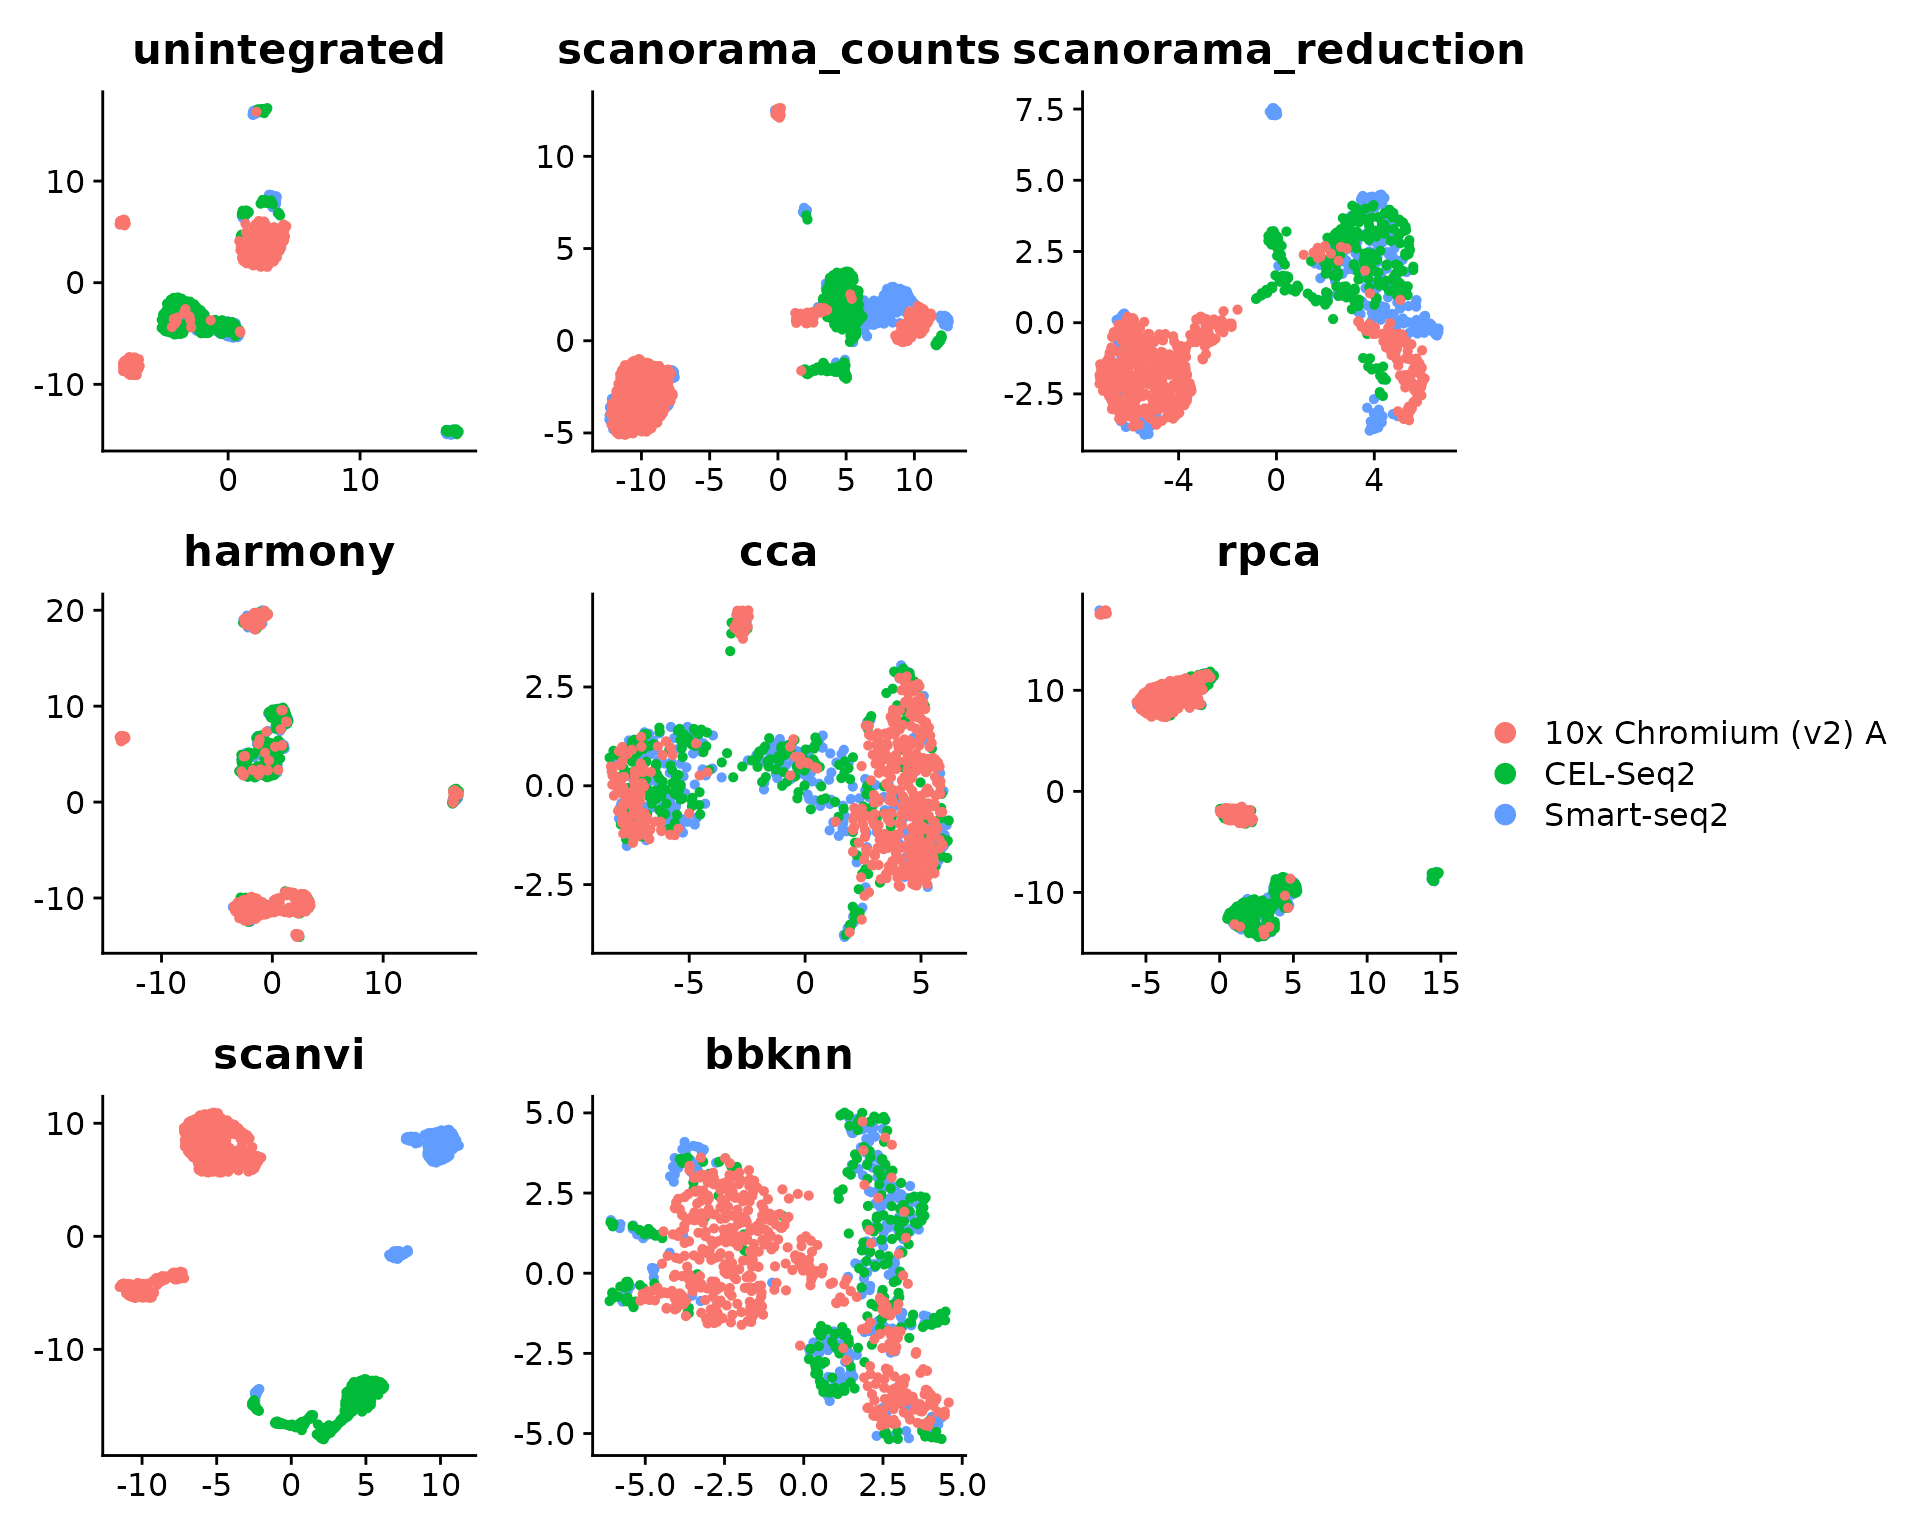 unintegrated
scanorama_counts
scanorama_reduction
10
0
-10
0 10
10
5
0
-5
-10 -5 0 5 10
7.5
5.0
2.5
0.0
-2.5
-4 0 4
harmony
cca
rpca
20
10
0
-10
-10 0 10
2.5
0.0
-2.5
-5 0 5
10
0
-10
-5 0 5 10 15
10x Chromium (v2) A
CEL-Seq2
Smart-seq2
scanvi
bbknn
10
0
-10
-10 -5 0 5 10
5.0
2.5
0.0
-2.5
-5.0
-5.0 -2.5 0.0 2.5 5.0